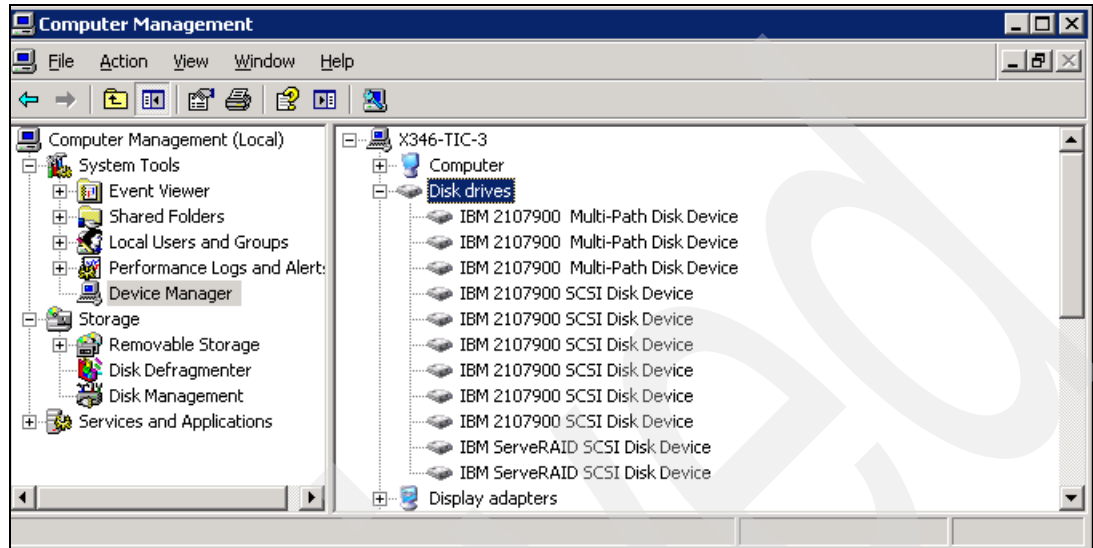 Computer Management
File Action View Window Help
Computer Management (Local)
System Tools
Event Viewer
Shared Folders
Local Users and Groups
Performance Logs and Alert
Device Manager
Storage
Removable Storage
Disk Defragmenter
Disk Management
Services and Applications
X346-TIC-3
Computer
Disk drives
IBM 2107900 Multi-Path Disk Device
IBM 2107900 Multi-Path Disk Device
IBM 2107900 Multi-Path Disk Device
IBM 2107900 SCSI Disk Device
IBM 2107900 SCSI Disk Device
IBM 2107900 SCSI Disk Device
IBM 2107900 SCSI Disk Device
IBM 2107900 SCSI Disk Device
IBM 2107900 SCSI Disk Device
IBM ServeRAID SCSI Disk Device
IBM ServeRAID SCSI Disk Device
Display adapters